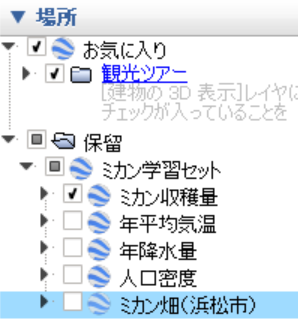 場所
お気に入り
観光ツアー
[建物の 3D 表示]レイヤに
チェックが入っていることを
保留
ミカン学習セット
ミカン収穫量
年平均気温
年降水量
人口密度
ミカン畑(浜松市)